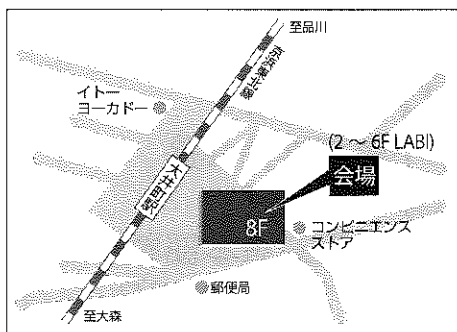 至品川
京浜東北線
イトー
ヨーカドー
(2 ～ 6F LABI)
会場
大井町駅
8F
コンビニエンス
ストア
郵便局
至大森